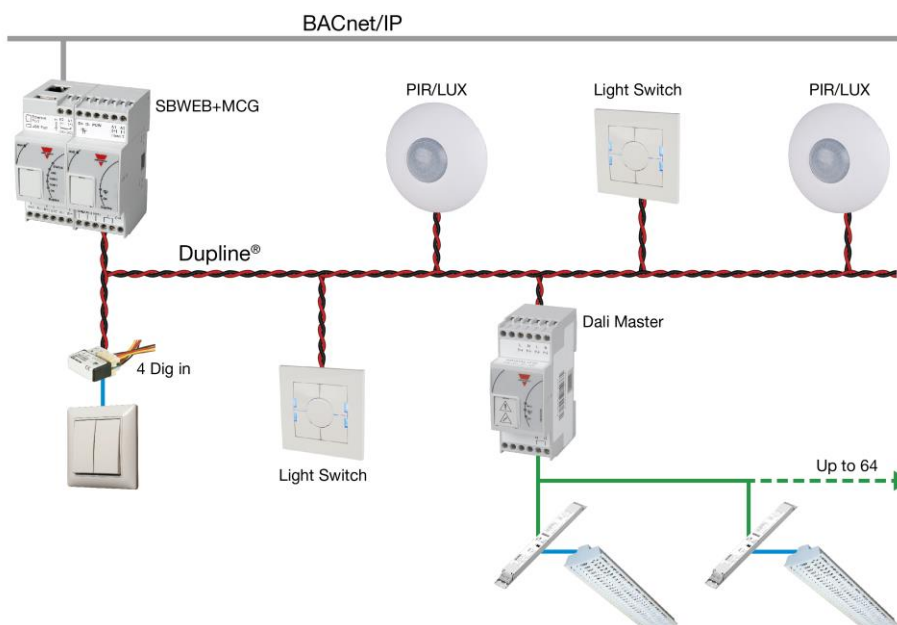 BACnet/IP
SBWEB+MCG
PIR/LUX
Light Switch
PIR/LUX
Dupline®
Dali Master
4 Dig in
Light Switch
Up to 64